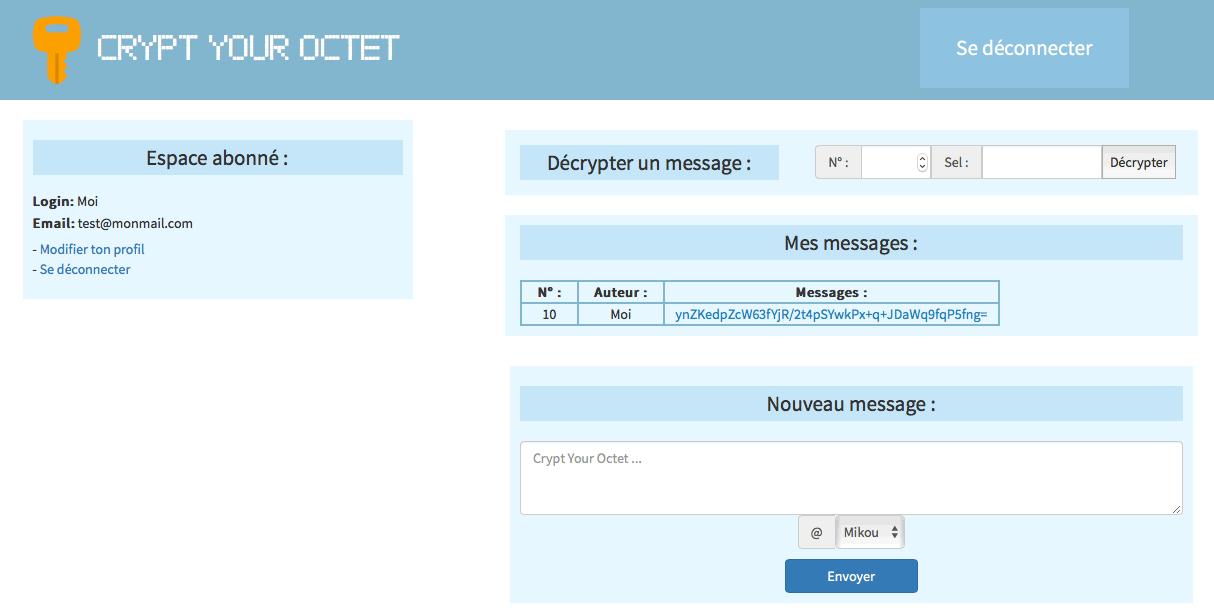 CRYPT YOUR OCTET
Se déconnecter
Espace abonné :
Login: Moi
Email: test@monmail.com
- Modifier ton profil
- Se déconnecter
Décrypter un message :
N° : Sel : Décrypter
Mes messages :
N° : Auteur : Messages :
10 Moi ynZKedpZcW63fYjR/2t4pSYwkPx+q+JDaWq9fqP5fng=
Nouveau message :
Crypt Your Octet ...
@ Mikou
Envoyer